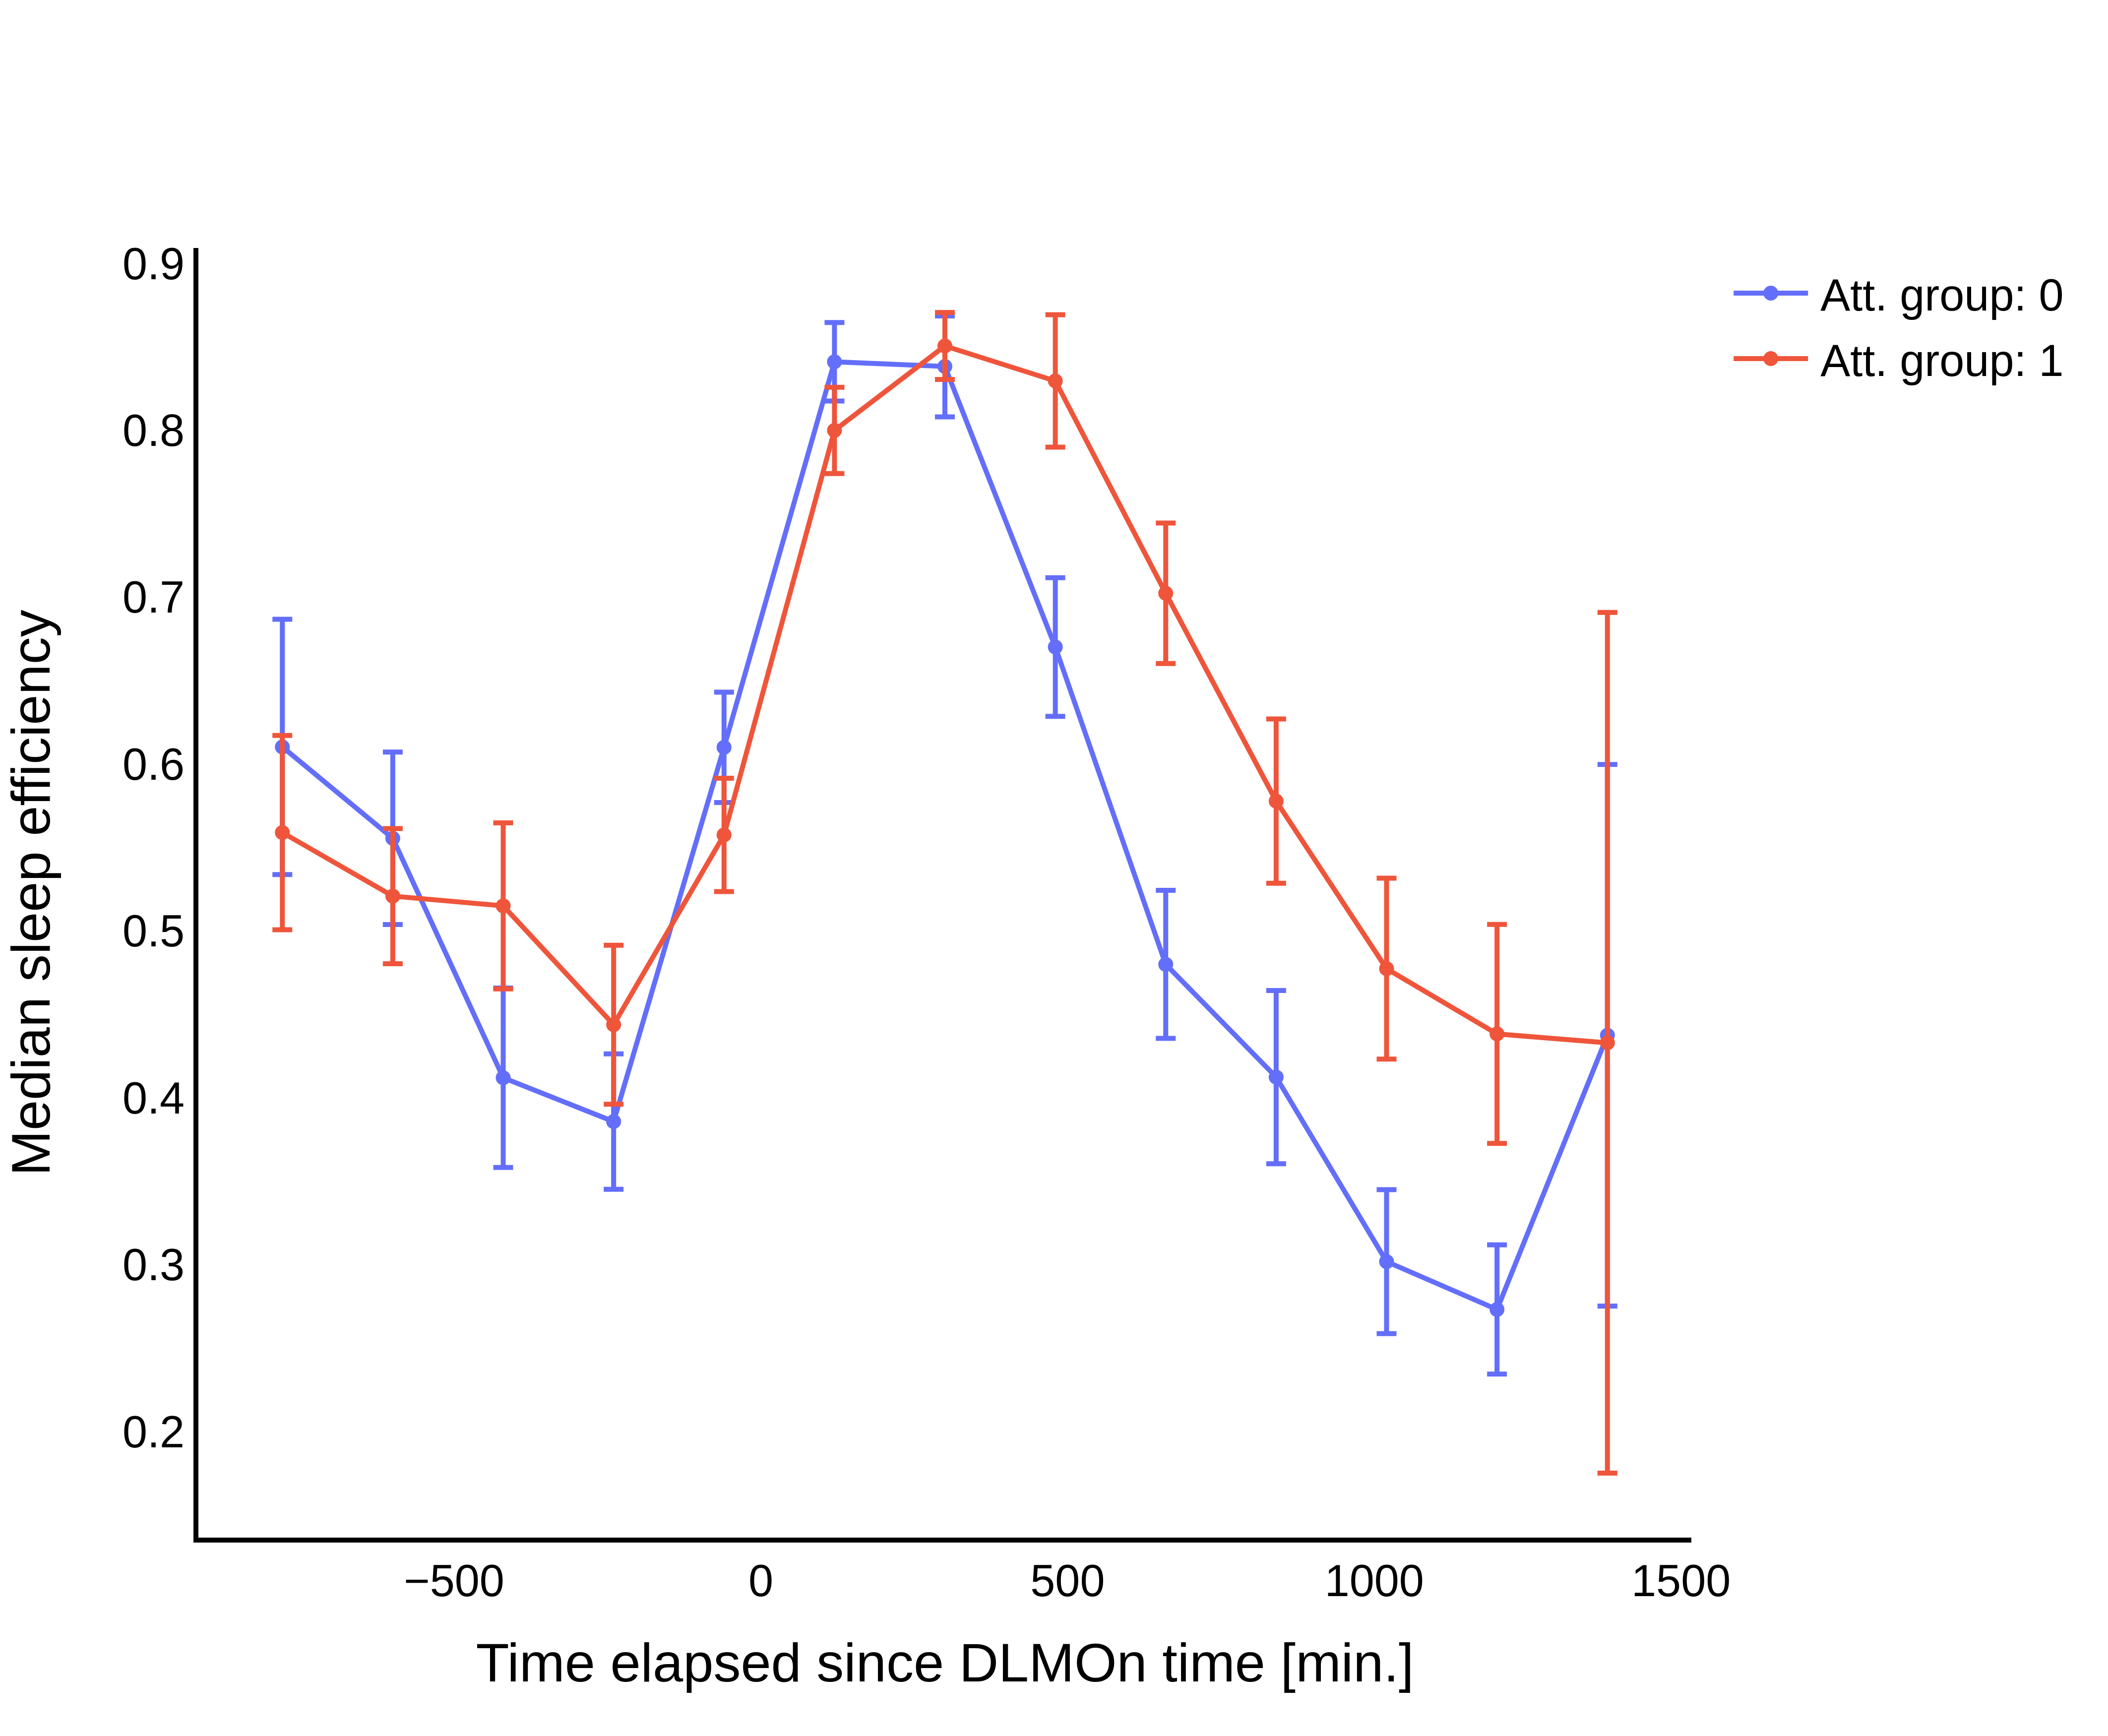 0.9
0.8
0.7
0.6
0.5
0.4
0.3
0.2
Median sleep efficiency
−500 0 500 1000 1500
Time elapsed since DLMOn time [min.]
Att. group: 0
Att. group: 1